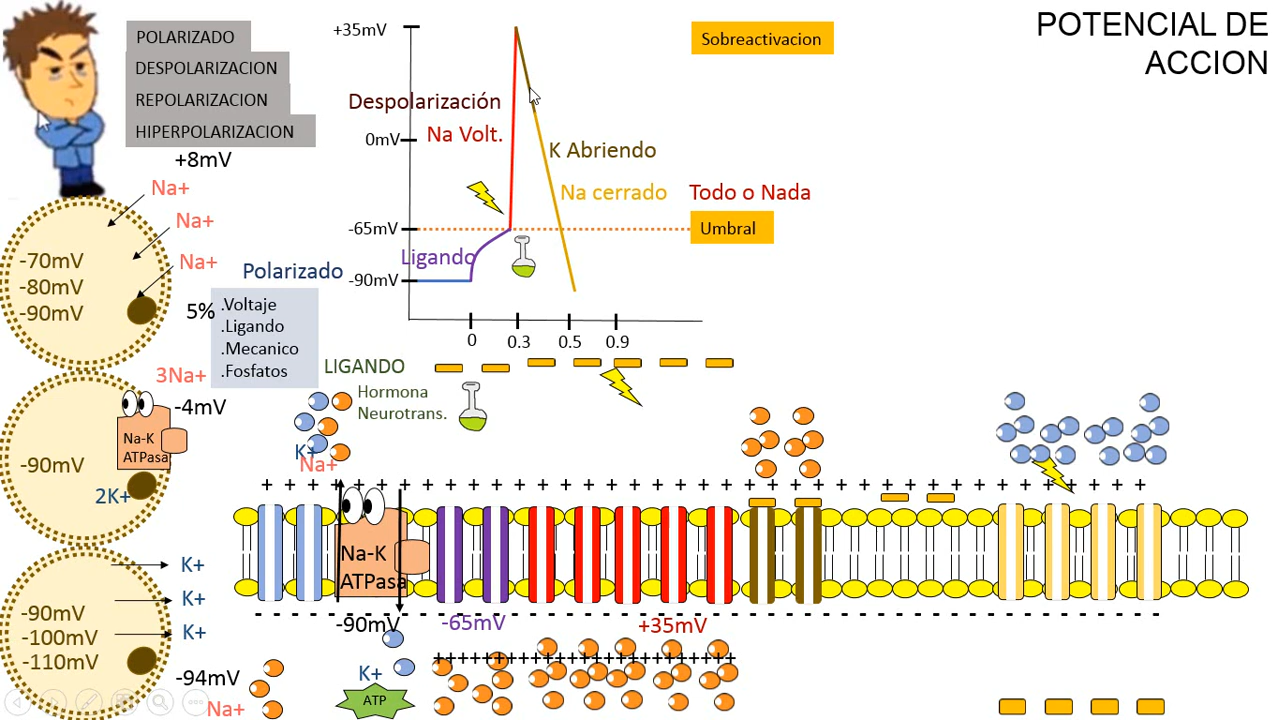 POTENCIAL DE
ACCION
POLARIZADO
DESPOLARIZACION
REPOLARIZACION
HIPERPOLARIZACION
+8mV
Na+
Na+
Na+
-70mV
-80mV
-90mV
5%
Polarizado
.Voltaje
.Ligando
.Mecanico
.Fosfatos
+35mV
Despolarización
Na Volt.
0mV
K Abriendo
Na cerrado
-65mV
Ligando
-90mV
0
0.3
0.5
0.9
Sobreactivacion
Todo o Nada
Umbral
LIGANDO
Hormona
Neurotrans.
3Na+
-4mV
Na-K
ATPasa
-90mV
2K+
K+
Na+
+ + + + + + + + + + + + + + + + + + + + + + + + + + + + + + + + +
Na-K
ATPasa
-90mV
-65mV
+35mV
K+
ATP
K+
K+
K+
-90mV
-100mV
-110mV
-94mV
Na+